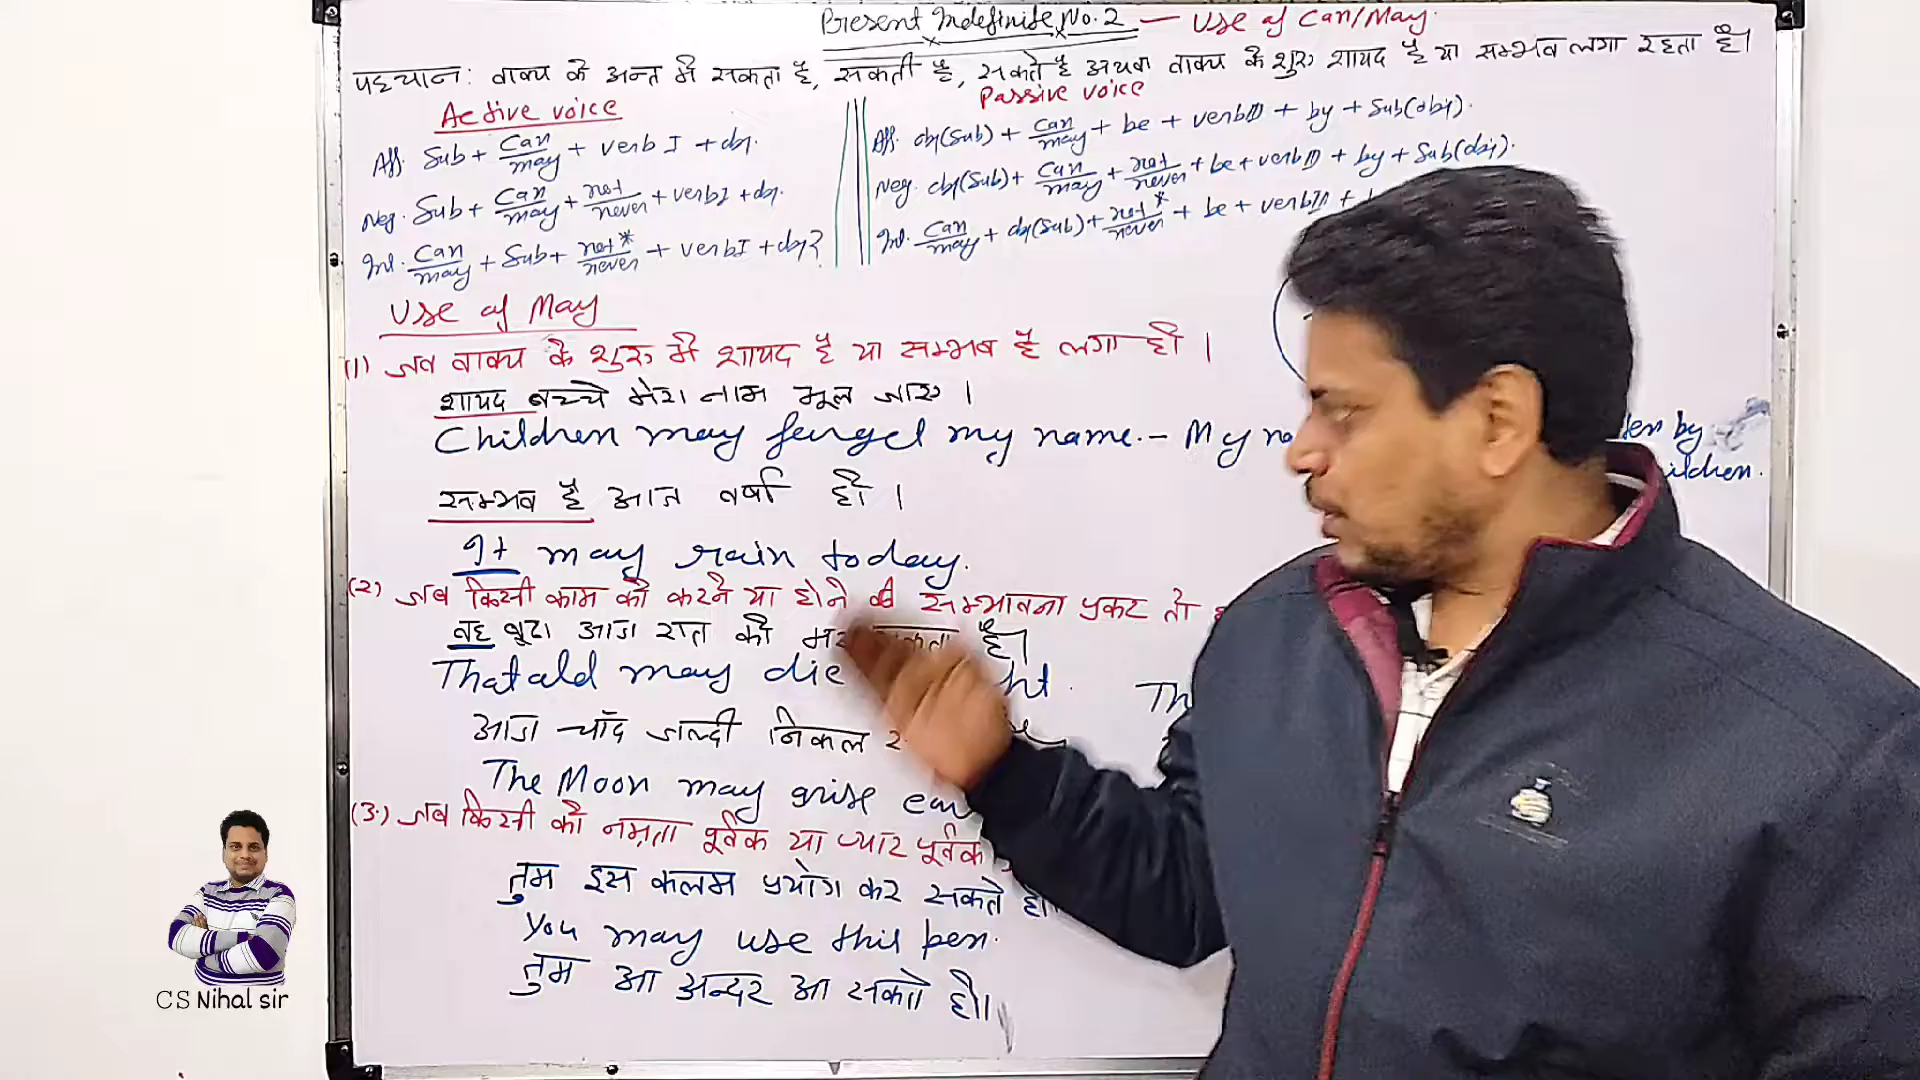 Present Indefinite No. 2 — Use of Can/May.
पहचान: वाक्य के अन्त में सकता है, सकती है, सकते है अथवा वाक्य के शुरु शायद है या सम्भव लगा रहता है।
Active voice
Passive voice
Aff. Sub + Can/may + verb I + obj.
Neg. Sub + Can/may + not/never + verb I + obj.
Int. Can/may + Sub + not*/never + verb I + obj?
Aff. obj(Sub) + Can/may + be + verb III + by + Sub(obj).
Neg. obj(Sub) + Can/may + not/never + be + verb III + by + Sub(obj).
Int. Can/may + obj(Sub) + not*/never + be + verb III +
Use of May
(1) जब वाक्य के शुरु में शायद है या सम्भब है लगा हो।
शायद बच्चे मेरा नाम भूल जाए।
Children may forget my name. – My by
children.
सम्भव है आज वर्षा हो।
It may rain today.
(२) जब किसी काम को करने या होने की सम्भावना प्रकट हो
वह बूढा आज रात को मर सकता है।
That old may die
आज चाँद जल्दी निकल
The Moon may
(3.) जब किसी को नम्रता पूर्वक या प्यार पूर्वक
तुम इस कलम प्रयोग कर सकते हो
You may use this pen.
तुम आ अन्दर आ सकते हो।
CS Nihal sir